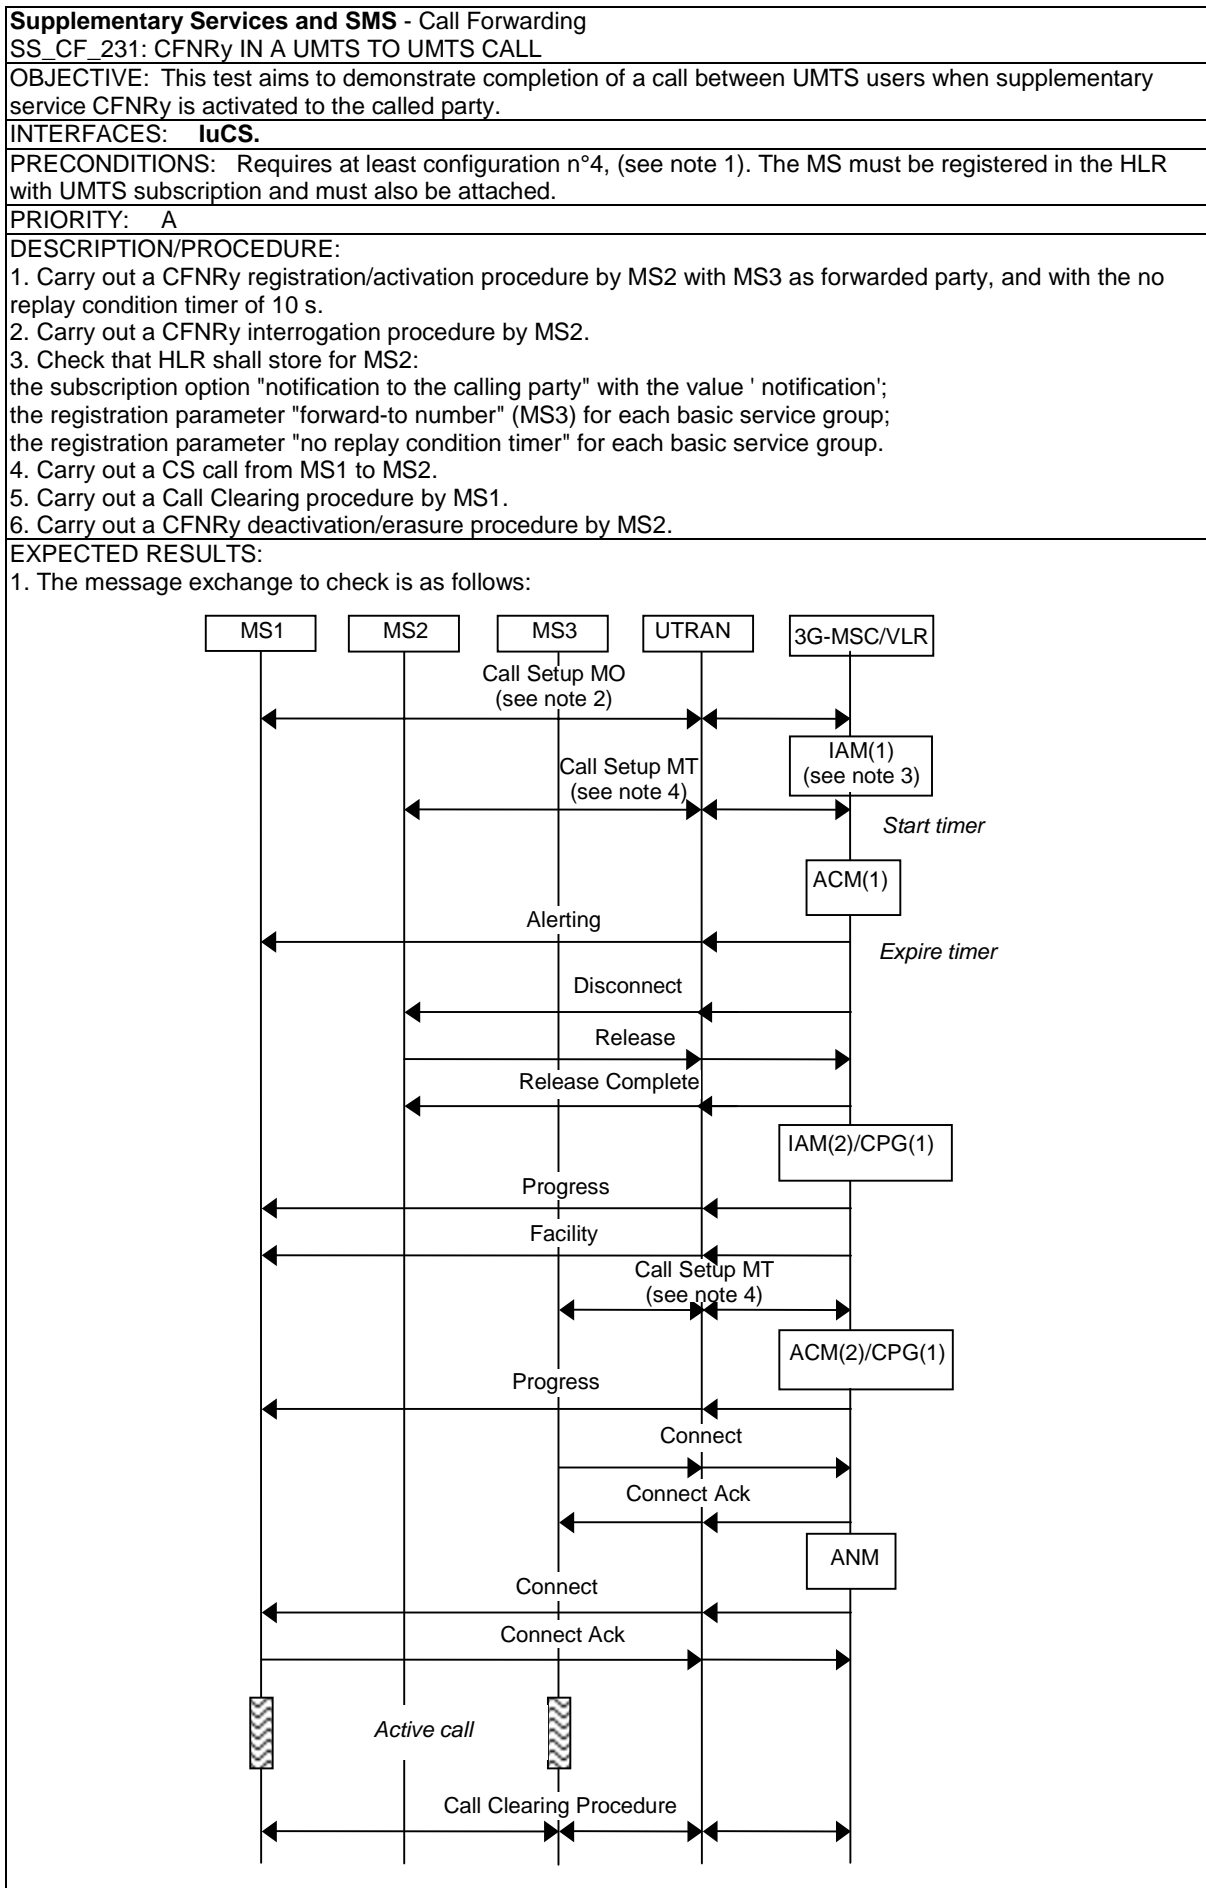 Supplementary Services and SMS - Call Forwarding
SS_CF_231: CFNRy IN A UMTS TO UMTS CALL
OBJECTIVE: This test aims to demonstrate completion of a call between UMTS users when supplementary
service CFNRy is activated to the called party.
INTERFACES: IuCS.
PRECONDITIONS: Requires at least configuration n°4, (see note 1). The MS must be registered in the HLR
with UMTS subscription and must also be attached.
PRIORITY: A
DESCRIPTION/PROCEDURE:
1. Carry out a CFNRy registration/activation procedure by MS2 with MS3 as forwarded party, and with the no
replay condition timer of 10 s.
2. Carry out a CFNRy interrogation procedure by MS2.
3. Check that HLR shall store for MS2:
the subscription option "notification to the calling party" with the value ' notification';
the registration parameter "forward-to number" (MS3) for each basic service group;
the registration parameter "no replay condition timer" for each basic service group.
4. Carry out a CS call from MS1 to MS2.
5. Carry out a Call Clearing procedure by MS1.
6. Carry out a CFNRy deactivation/erasure procedure by MS2.
EXPECTED RESULTS:
1. The message exchange to check is as follows:
MS1 MS2 MS3 UTRAN 3G-MSC/VLR
Call Setup MO
(see note 2)
IAM(1)
(see note 3)
Call Setup MT
(see note 4)
Start timer
ACM(1)
Alerting
Expire timer
Disconnect
Release
Release Complete
IAM(2)/CPG(1)
Progress
Facility
Call Setup MT
(see note 4)
ACM(2)/CPG(1)
Progress
Connect
Connect Ack
ANM
Connect
Connect Ack
Active call
Call Clearing Procedure